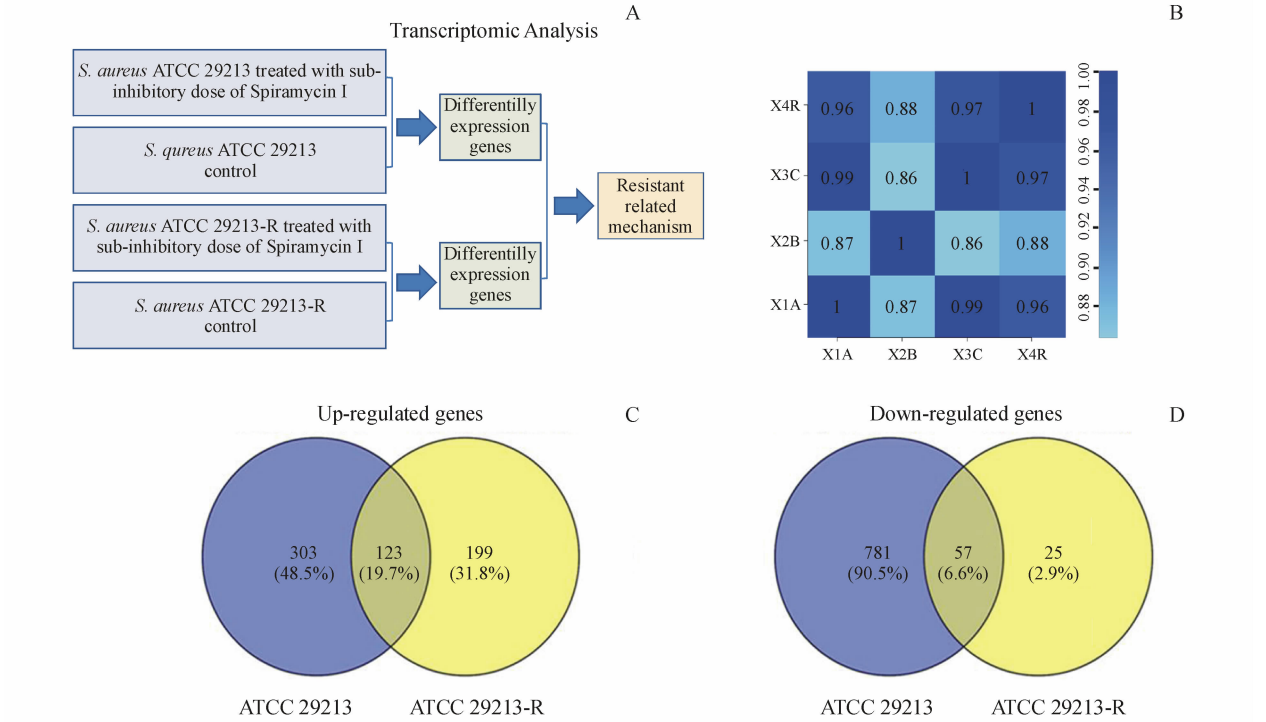 A
Transcriptomic Analysis
S. aureus ATCC 29213 treated with sub-
inhibitory dose of Spiramycin I
S. qureus ATCC 29213
control
S. aureus ATCC 29213-R treated with
sub-inhibitory dose of Spiramycin I
S. aureus ATCC 29213-R
control
Differentilly
expression
genes
Differentilly
expression
genes
Resistant
related
mechanism
B
X4R 0.96 0.88 0.97 1
X3C 0.99 0.86 1 0.97
X2B 0.87 1 0.86 0.88
X1A 1 0.87 0.99 0.96
X1A X2B X3C X4R
1.00
0.98
0.96
0.94
0.92
0.90
0.88
Up-regulated genes
C
303
(48.5%)
123
(19.7%)
199
(31.8%)
ATCC 29213
ATCC 29213-R
Down-regulated genes
D
781
(90.5%)
57
(6.6%)
25
(2.9%)
ATCC 29213
ATCC 29213-R